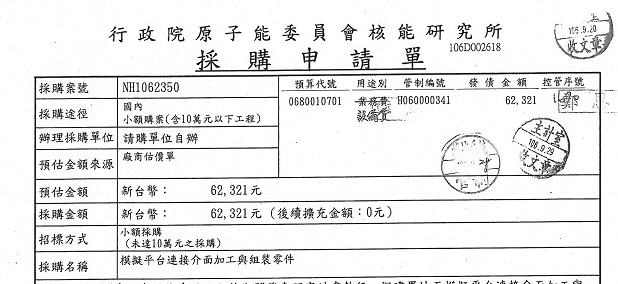 行政院原子能委員會核能研究所
106D002618
採購申請單
106.9.20
收文章
採購案號 NH1062350
預算代號 用途別 管制編號 發債金額 控管序號
0680010701 業務費 H060000341 62,321
設備費
採購途徑 國內
小額購案(含10萬元以下工程)
辦理採購單位 請購單位自辦
主計室
106.9.20
收文章
預估金額來源 廠商估價單
預估金額 新台幣: 62,321元
採購金額 新台幣: 62,321元 (後續擴充金額:0元)
招標方式 小額採購
(未達10萬元之採購)
採購名稱 模擬平台連接介面加工與組裝零件